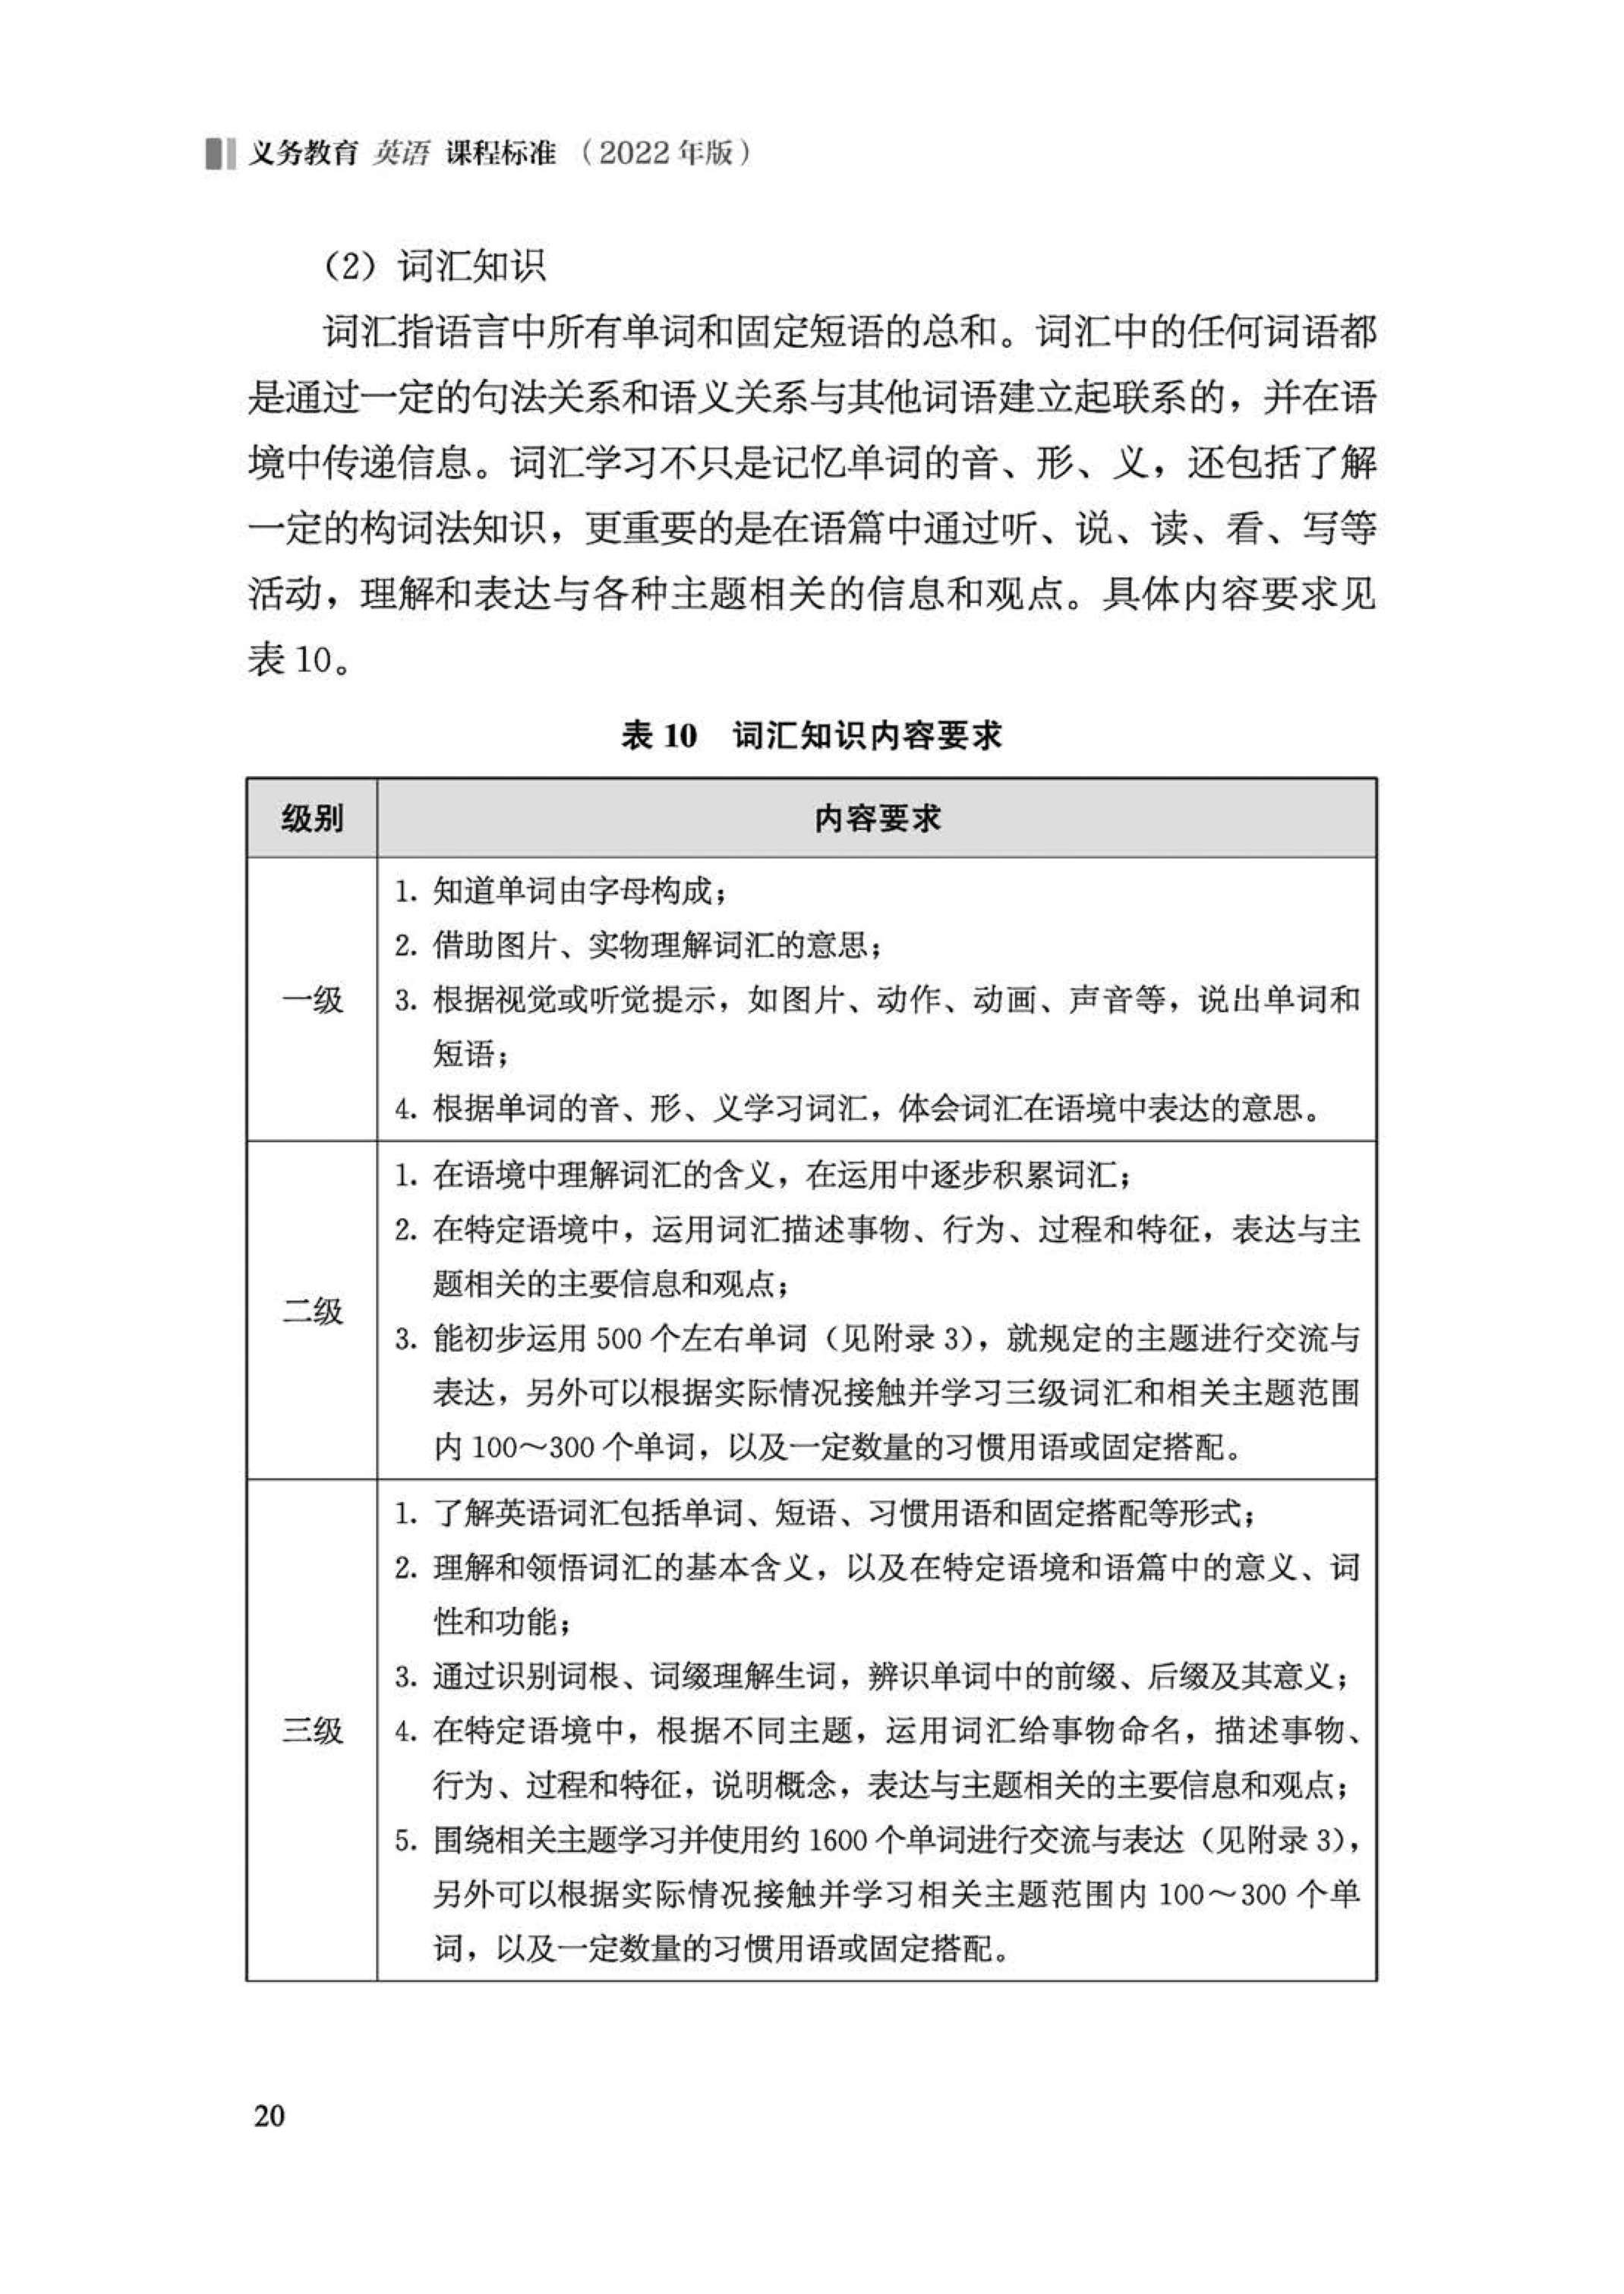 义务教育 英语 课程标准（2022年版）
（2）词汇知识
词汇指语言中所有单词和固定短语的总和。词汇中的任何词语都
是通过一定的句法关系和语义关系与其他词语建立起联系的，并在语
境中传递信息。词汇学习不只是记忆单词的音、形、义，还包括了解
一定的构词法知识，更重要的是在语篇中通过听、说、读、看、写等
活动，理解和表达与各种主题相关的信息和观点。具体内容要求见
表10。
表10 词汇知识内容要求
级别 内容要求
1. 知道单词由字母构成；
2. 借助图片、实物理解词汇的意思；
一级 3. 根据视觉或听觉提示，如图片、动作、动画、声音等，说出单词和
短语；
4. 根据单词的音、形、义学习词汇，体会词汇在语境中表达的意思。
1. 在语境中理解词汇的含义，在运用中逐步积累词汇；
2. 在特定语境中，运用词汇描述事物、行为、过程和特征，表达与主
题相关的主要信息和观点；
二级
3. 能初步运用500个左右单词（见附录3），就规定的主题进行交流与
表达，另外可以根据实际情况接触并学习三级词汇和相关主题范围
内100～300个单词，以及一定数量的习惯用语或固定搭配。
1. 了解英语词汇包括单词、短语、习惯用语和固定搭配等形式；
2. 理解和领悟词汇的基本含义，以及在特定语境和语篇中的意义、词
性和功能；
3. 通过识别词根、词缀理解生词，辨识单词中的前缀、后缀及其意义；
三级 4. 在特定语境中，根据不同主题，运用词汇给事物命名，描述事物、
行为、过程和特征，说明概念，表达与主题相关的主要信息和观点；
5. 围绕相关主题学习并使用约1600个单词进行交流与表达（见附录3），
另外可以根据实际情况接触并学习相关主题范围内100～300个单
词，以及一定数量的习惯用语或固定搭配。
20